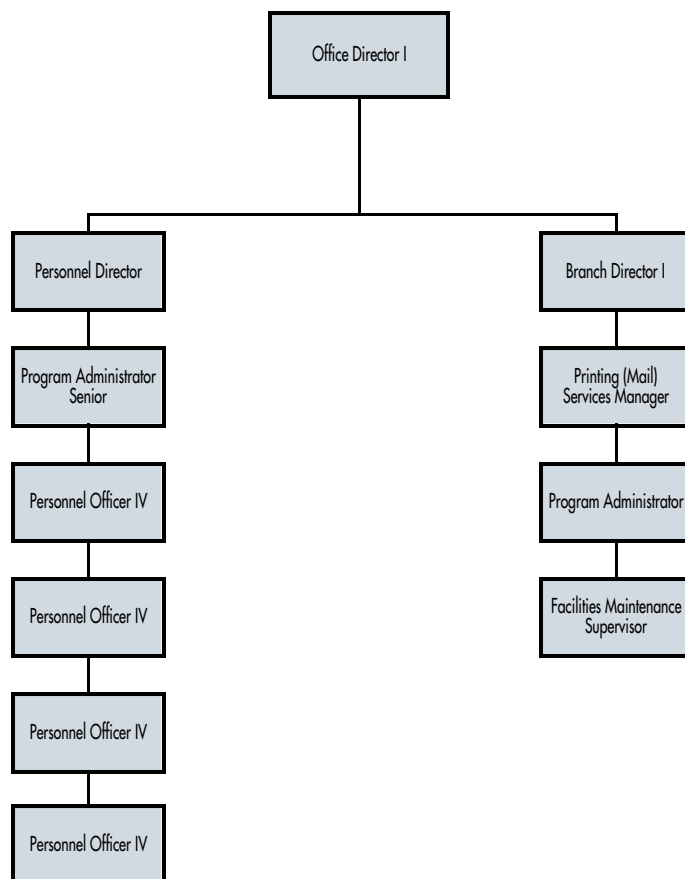 Office Director I
Personnel Director
Branch Director I
Program Administrator
Senior
Printing (Mail)
Services Manager
Personnel Officer IV
Program Administrator
Personnel Officer IV
Facilities Maintenance
Supervisor
Personnel Officer IV
Personnel Officer IV